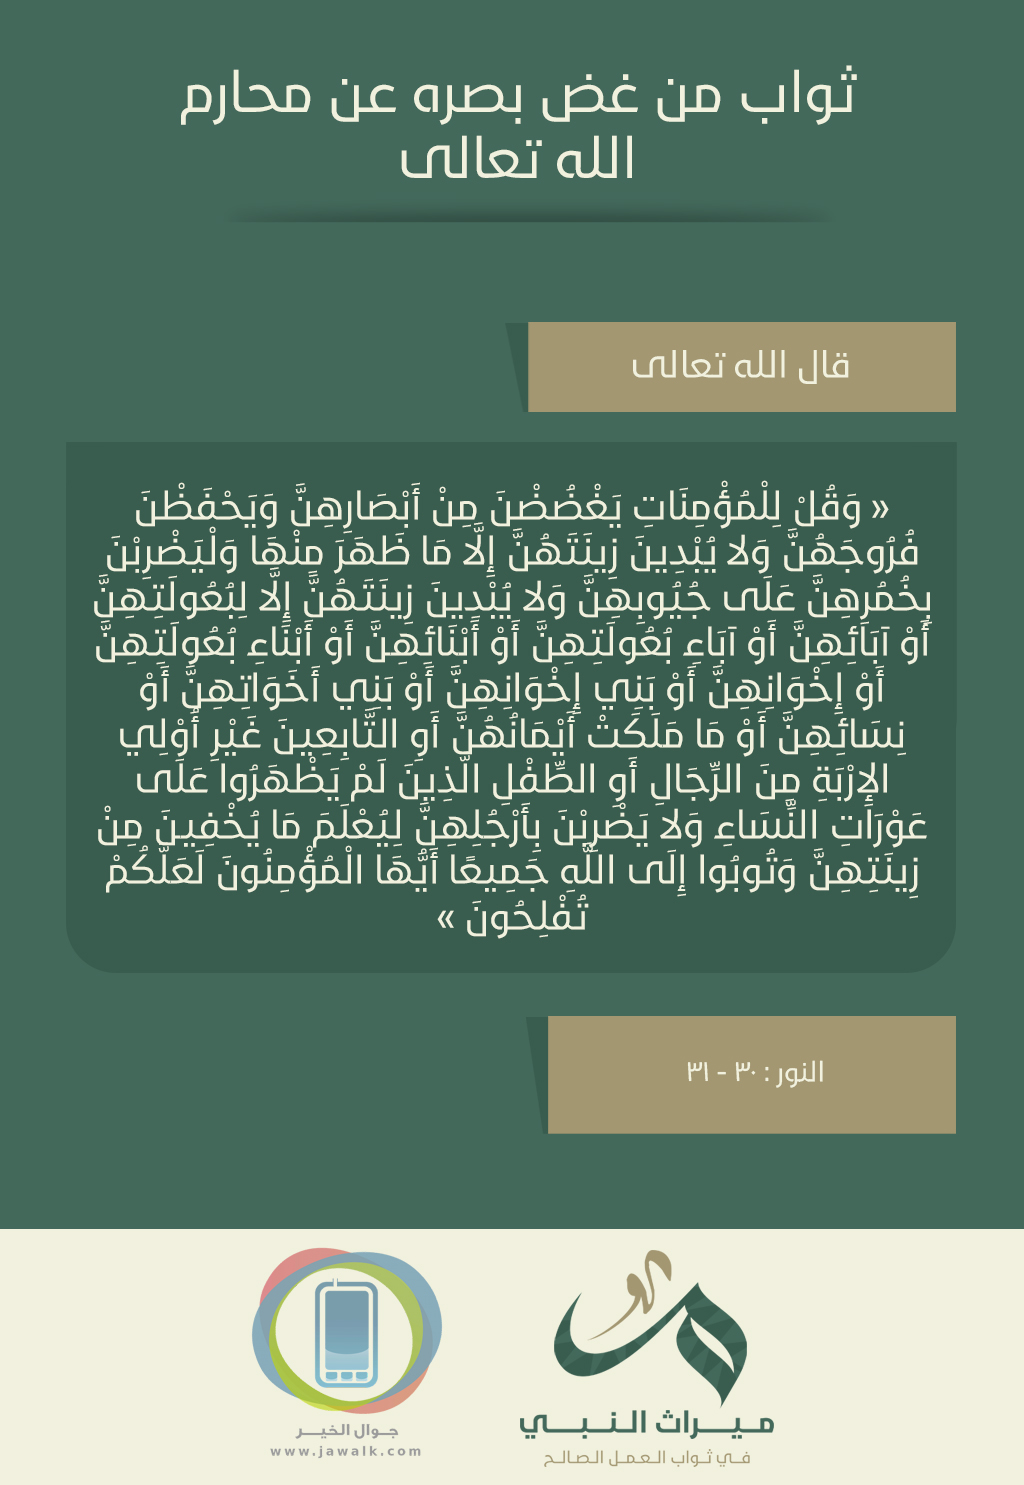 ثواب من غض بصره عن محارم
الله تعالى
قال الله تعالى
« وَقُلْ لِلْمُؤْمِنَاتِ يَغْضُضْنَ مِنْ أَبْصَارِهِنَّ وَيَحْفَظْنَ
فُرُوجَهُنَّ وَلا يُبْدِينَ زِينَتَهُنَّ إِلَّا مَا ظَهَرَ مِنْهَا وَلْيَضْرِبْنَ
بِخُمُرِهِنَّ عَلَى جُيُوبِهِنَّ وَلا يُبْدِينَ زِينَتَهُنَّ إِلَّا لِبُعُولَتِهِنَّ
أَوْ آبَائِهِنَّ أَوْ آبَاءِ بُعُولَتِهِنَّ أَوْ أَبْنَائِهِنَّ أَوْ أَبْنَاءِ بُعُولَتِهِنَّ
أَوْ إِخْوَانِهِنَّ أَوْ بَنِي إِخْوَانِهِنَّ أَوْ بَنِي أَخَوَاتِهِنَّ أَوْ
نِسَائِهِنَّ أَوْ مَا مَلَكَتْ أَيْمَانُهُنَّ أَوِ التَّابِعِينَ غَيْرِ أُوْلِي
الإِرْبَةِ مِنَ الرِّجَالِ أَوِ الطِّفْلِ الَّذِينَ لَمْ يَظْهَرُوا عَلَى
عَوْرَاتِ النِّسَاءِ وَلا يَضْرِبْنَ بِأَرْجُلِهِنَّ لِيُعْلَمَ مَا يُخْفِينَ مِنْ
زِينَتِهِنَّ وَتُوبُوا إِلَى اللَّهِ جَمِيعًا أَيُّهَا الْمُؤْمِنُونَ لَعَلَّكُمْ
تُفْلِحُونَ »
النور : ٣٠ - ٣١
ميراث النبي
في ثواب العمل الصالح
جوال الخير
www.jawalk.com